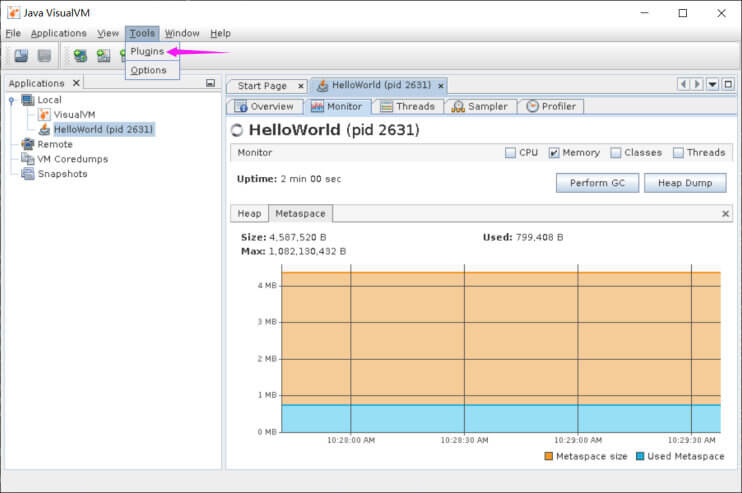 Java VisualVM
File Applications View Tools Window Help
Plugins
Options
Applications
Local
VisualVM
HelloWorld (pid 2631)
Remote
VM Coredumps
Snapshots
Start Page HelloWorld (pid 2631)
Overview Monitor Threads Sampler Profiler
HelloWorld (pid 2631)
Monitor CPU Memory Classes Threads
Uptime: 2 min 00 sec Perform GC Heap Dump
Heap Metaspace
Size: 4,587,520 B Used: 799,408 B
Max: 1,082,130,432 B
4 MB
3 MB
2 MB
1 MB
0 MB
10:28:00 AM 10:28:30 AM 10:29:00 AM 10:29:30 AM
Metaspace size Used Metaspace